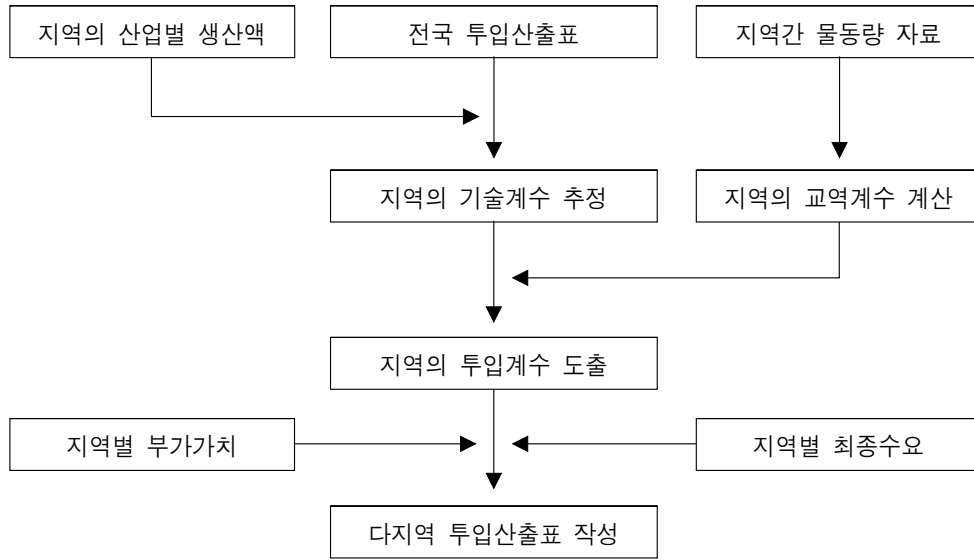 지역의 산업별 생산액
전국 투입산출표
지역간 물동량 자료
지역의 기술계수 추정
지역의 교역계수 계산
지역의 투입계수 도출
지역별 부가가치
지역별 최종수요
다지역 투입산출표 작성